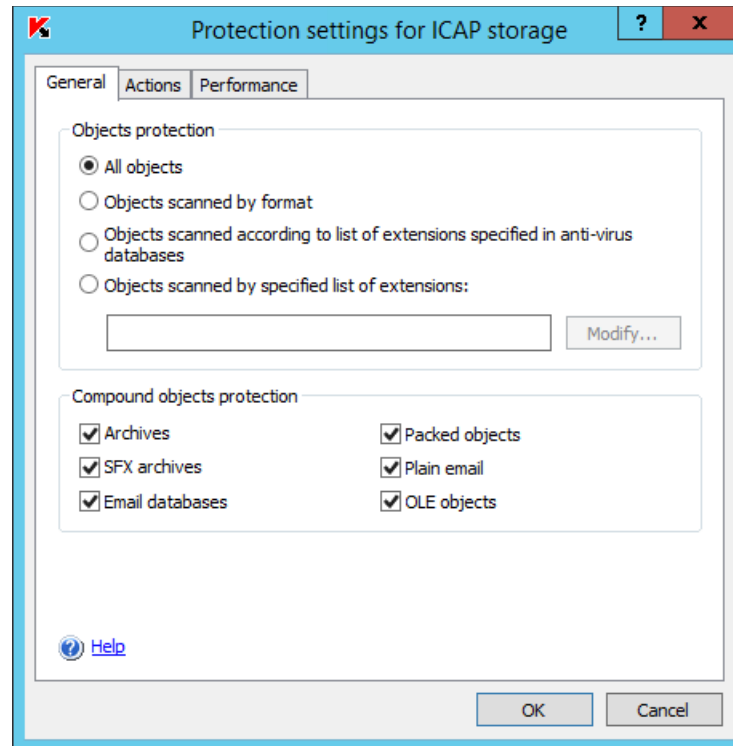 Protection settings for ICAP storage
?
x
General
Actions
Performance
Objects protection
All objects
Objects scanned by format
Objects scanned according to list of extensions specified in anti-virus
databases
Objects scanned by specified list of extensions:
Modify...
Compound objects protection
Archives
Packed objects
SFX archives
Plain email
Email databases
OLE objects
?
Help
OK
Cancel